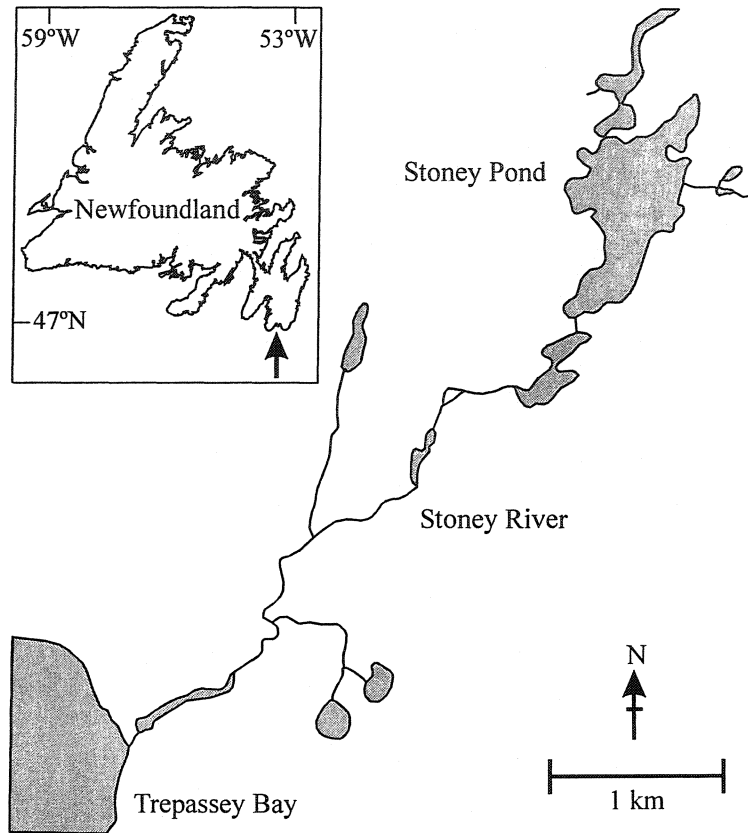 59ºW
53ºW
Newfoundland
47ºN
Stoney Pond
Stoney River
Trepassey Bay
N
1 km